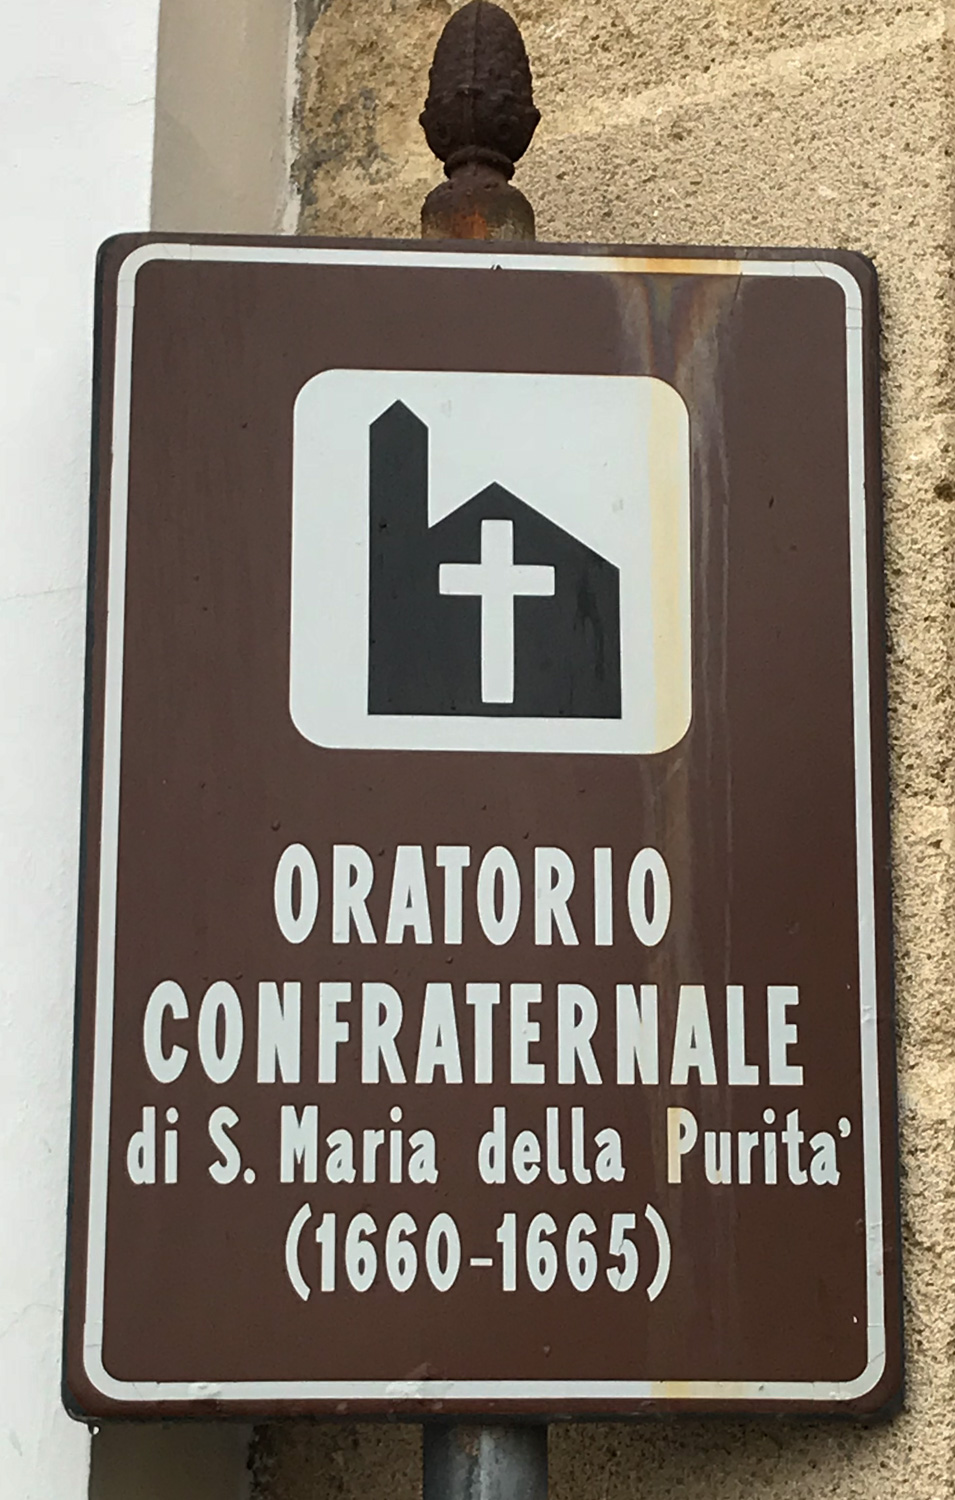 ORATORIO
CONFRATERNALE
di S. Maria della Purita'
(1660-1665)